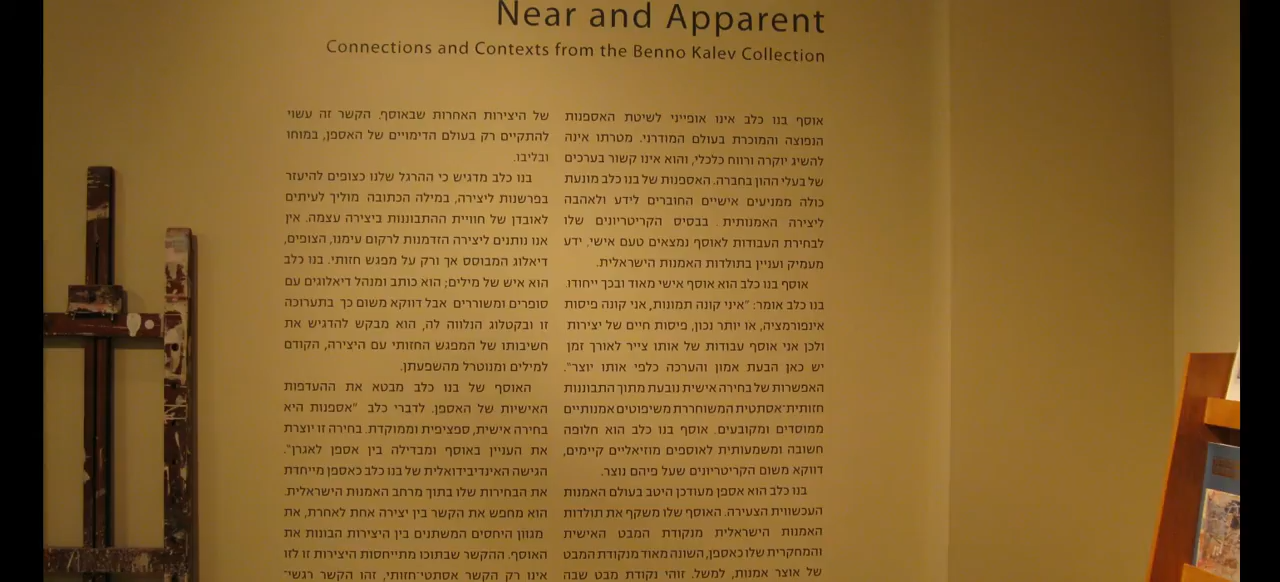 Near and Apparent
Connections and Contexts from the Benno Kalev Collection
אוסף בנו כלב אינו אופייני לשיטת האספנות
הנפוצה והמוכרת בעולם המודרני. מטרתו אינה
להשיג יוקרה ורווח כלכלי, והוא אינו קשור בערכים
של בעלי ההון בחברה. האספנות של בנו כלב מונעת
כולה ממניעים אישיים החוברים לידע ולאהבה
ליצירה האמנותית. בבסיס הקריטריונים שלו
לבחירת העבודות לאוסף נמצאים טעם אישי, ידע
מעמיק ועניין בתולדות האמנות הישראלית.
אוסף בנו כלב הוא אוסף אישי מאוד ובכך ייחודו.
בנו כלב אומר: "איני קונה תמונות, אני קונה פיסות
אינפורמציה, או יותר נכון, פיסות חיים של יצירות
ולכן אני אוסף עבודות של אותו צייר לאורך זמן
יש כאן הבעת אמון והערכה כלפי אותו יוצר".
האפשרות של בחירה אישית נובעת מתוך התבוננות
חזותית־אסתטית המשוחררת משיפוטים אמנותיים
ממוסדים ומקובעים. אוסף בנו כלב הוא חלופה
חשובה ומשמעותית לאוספים מוזיאליים קיימים,
דווקא משום הקריטריונים שעל פיהם נוצר.
בנו כלב הוא אספן מעודכן היטב בעולם האמנות
העכשווית הצעירה. האוסף שלו משקף את תולדות
האמנות הישראלית מנקודת המבט האישית
והמחקרית שלו כאספן, השונה מאוד מנקודת המבט
של אוצר אמנות, למשל. זוהי נקודת מבט שבה
של היצירות האחרות שבאוסף. הקשר זה עשוי
להתקיים רק בעולם הדימויים של האספן, במוחו
ובליבו.
בנו כלב מדגיש כי ההרגל שלנו כצופים להיעזר
בפרשנות ליצירה, במילה הכתובה מוליך לעיתים
לאובדן של חוויית ההתבוננות ביצירה עצמה. אין
אנו נותנים ליצירה הזדמנות לרקום עימנו, הצופים,
דיאלוג המבוסס אך ורק על מפגש חזותי. בנו כלב
הוא איש של מילים; הוא כותב ומנהל דיאלוגים עם
סופרים ומשוררים אבל דווקא משום כך בתערוכה
זו ובקטלוג הנלווה לה, הוא מבקש להדגיש את
חשיבותו של המפגש החזותי עם היצירה, הקודם
למילים ומנוטרל מהשפעתן.
האוסף של בנו כלב מבטא את ההעדפות
האישיות של האספן. לדברי כלב "אספנות היא
בחירה אישית, ספציפית וממוקדת. בחירה זו יוצרת
את העניין באוסף ומבדילה בין אספן לאגרן".
הגישה האינדיבידואלית של בנו כלב כאספן מייחדת
את הבחירות שלו בתוך מרחב האמנות הישראלית.
הוא מחפש את הקשר בין יצירה אחת לאחרת, את
מגוון היחסים המשתנים בין היצירות הבונות את
האוסף. ההקשר שבתוכו מתייחסות היצירות זו לזו
אינו רק הקשר אסתטי־חזותי, זהו הקשר רגשי־